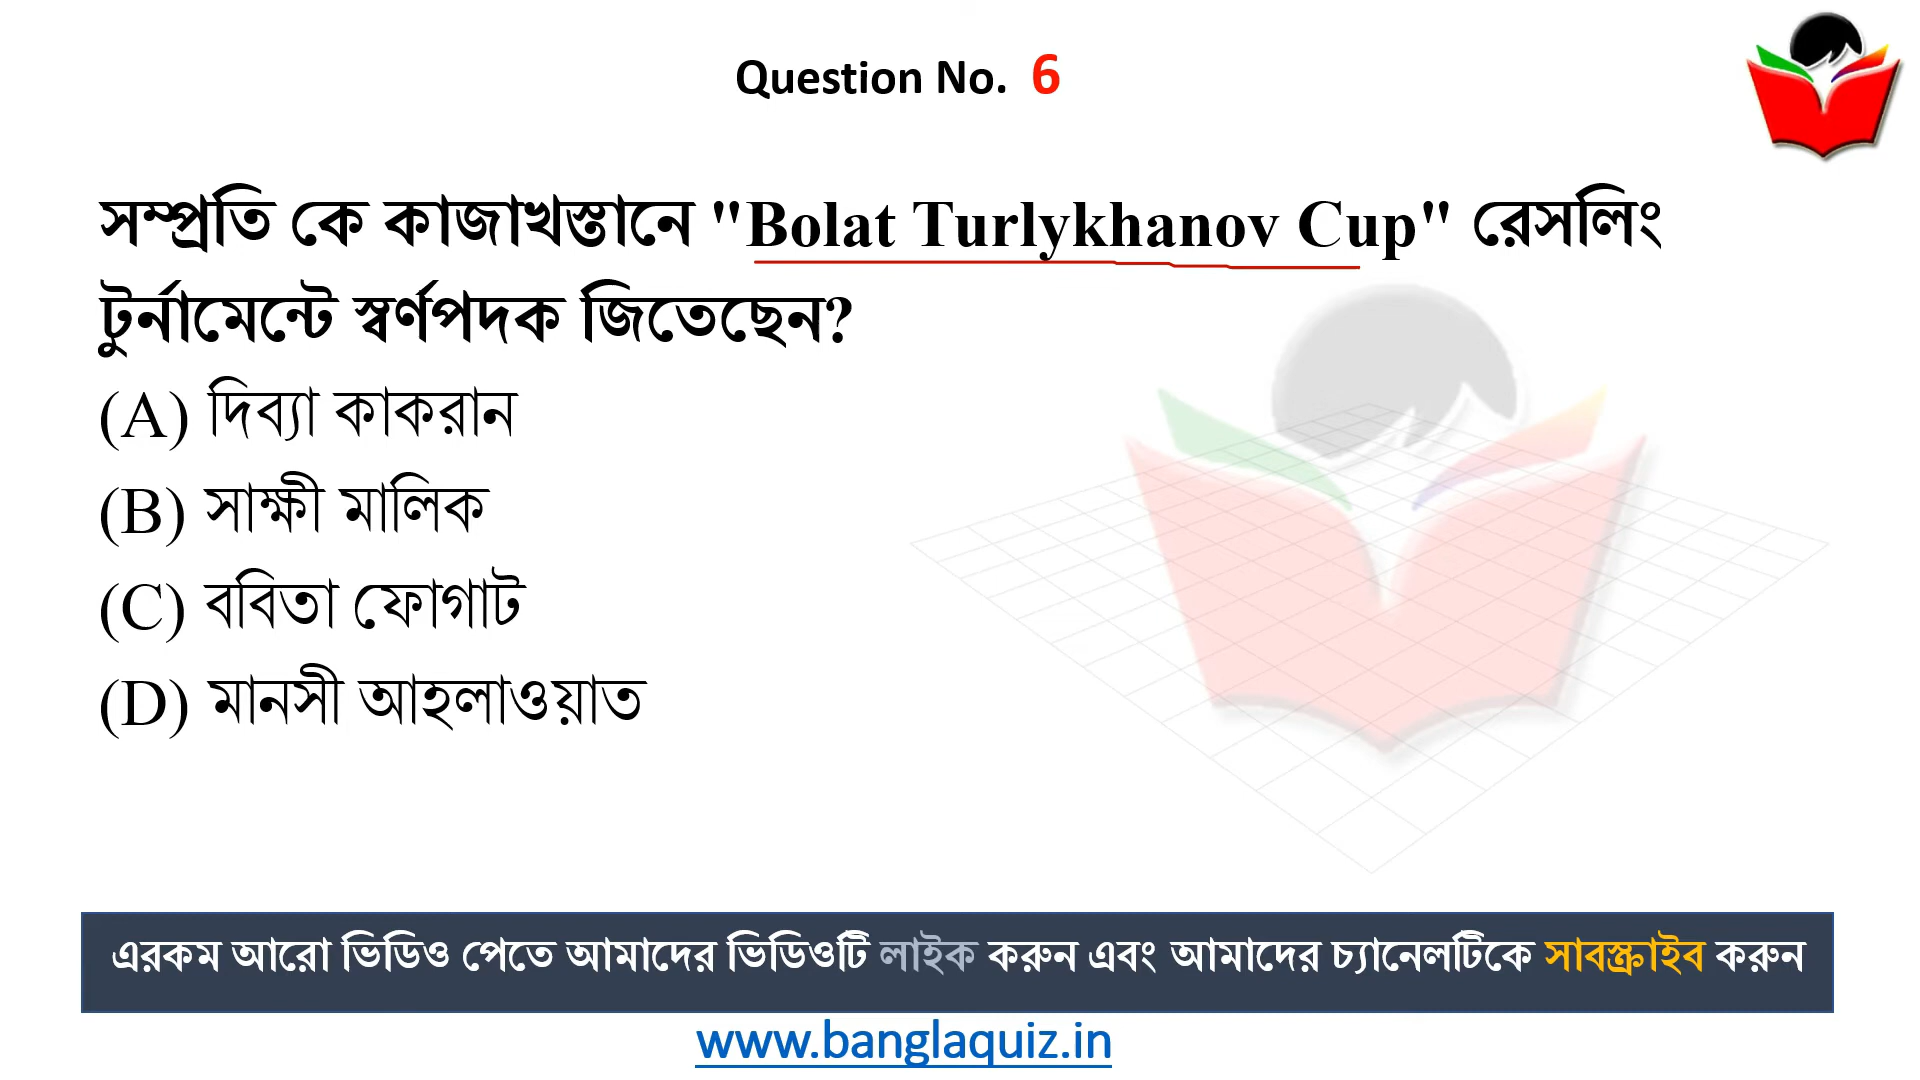 Question No. 6
সম্প্রতি কে কাজাখস্তানে "Bolat Turlykhanov Cup" রেসলিং
টুর্নামেন্টে স্বর্ণপদক জিতেছেন?
(A) দিব্যা কাকরান
(B) সাক্ষী মালিক
(C) ববিতা ফোগাট
(D) মানসী আহলাওয়াত
এরকম আরো ভিডিও পেতে আমাদের ভিডিওটি লাইক করুন এবং আমাদের চ্যানেলটিকে সাবস্ক্রাইব করুন
www.banglaquiz.in